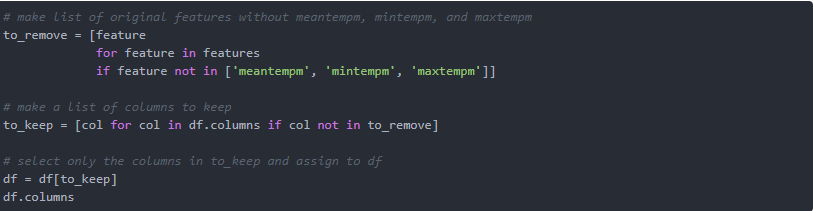 # make list of original features without meantempm, mintempm, and maxtempm
to_remove = [feature
             for feature in features
             if feature not in ['meantempm', 'mintempm', 'maxtempm']]

# make a list of columns to keep
to_keep = [col for col in df.columns if col not in to_remove]

# select only the columns in to_keep and assign to df
df = df[to_keep]
df.columns